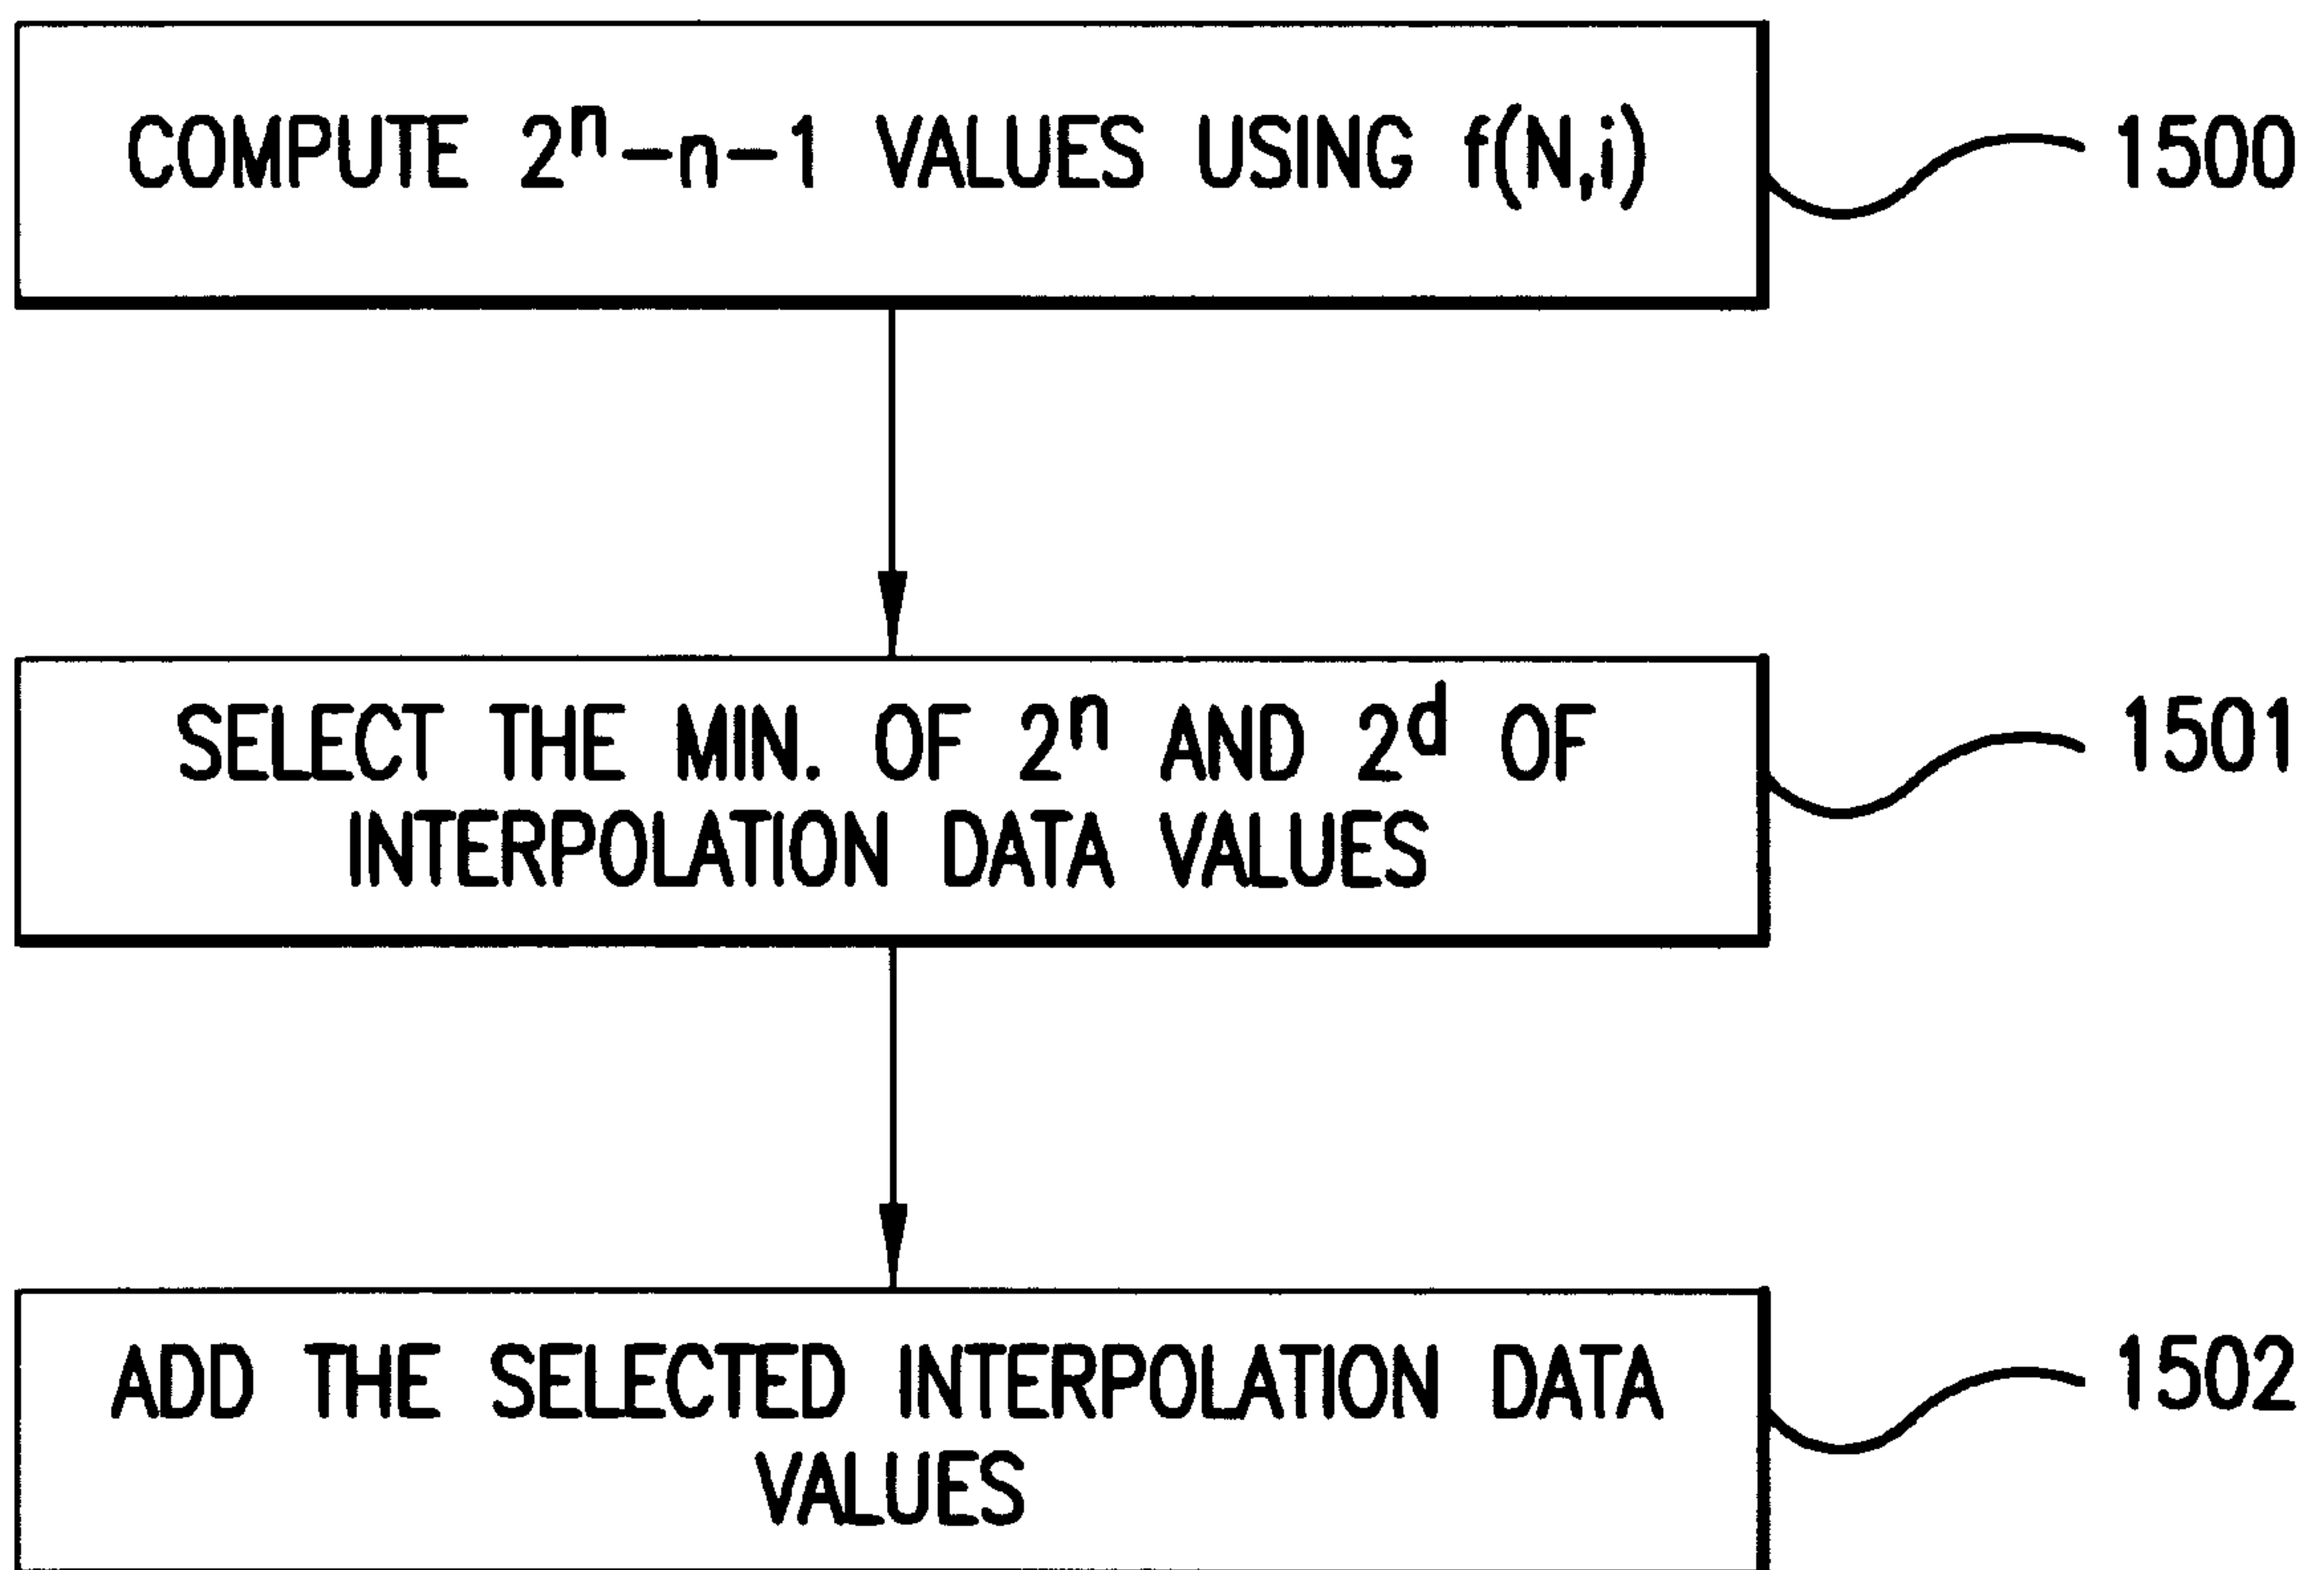 COMPUTE 2ⁿ-n-1 VALUES USING f(N,i)
1500
SELECT THE MIN. OF 2ⁿ AND 2ᵈ OF
INTERPOLATION DATA VALUES
1501
ADD THE SELECTED INTERPOLATION DATA
VALUES
1502